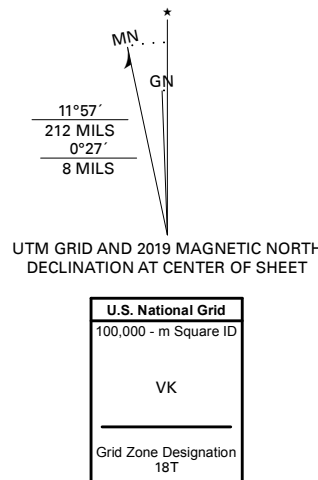 ★
MN
GN
11°57´
212 MILS
0°27´
8 MILS
UTM GRID AND 2019 MAGNETIC NORTH
DECLINATION AT CENTER OF SHEET
U.S. National Grid
100,000 - m Square ID
VK
Grid Zone Designation
18T